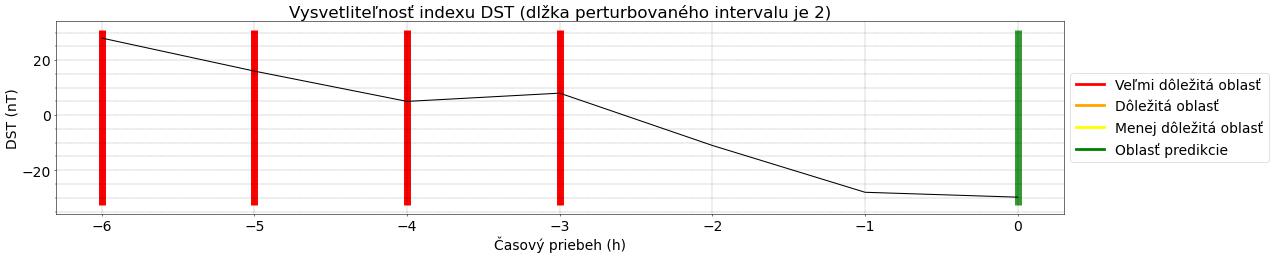 Vysvetliteľnosť indexu DST (dlžka perturbovaného intervalu je 2)
DST (nT)
20
0
−20
−6 −5 −4 −3 −2 −1 0
Časový priebeh (h)
Veľmi dôležitá oblasť
Dôležitá oblasť
Menej dôležitá oblasť
Oblasť predikcie